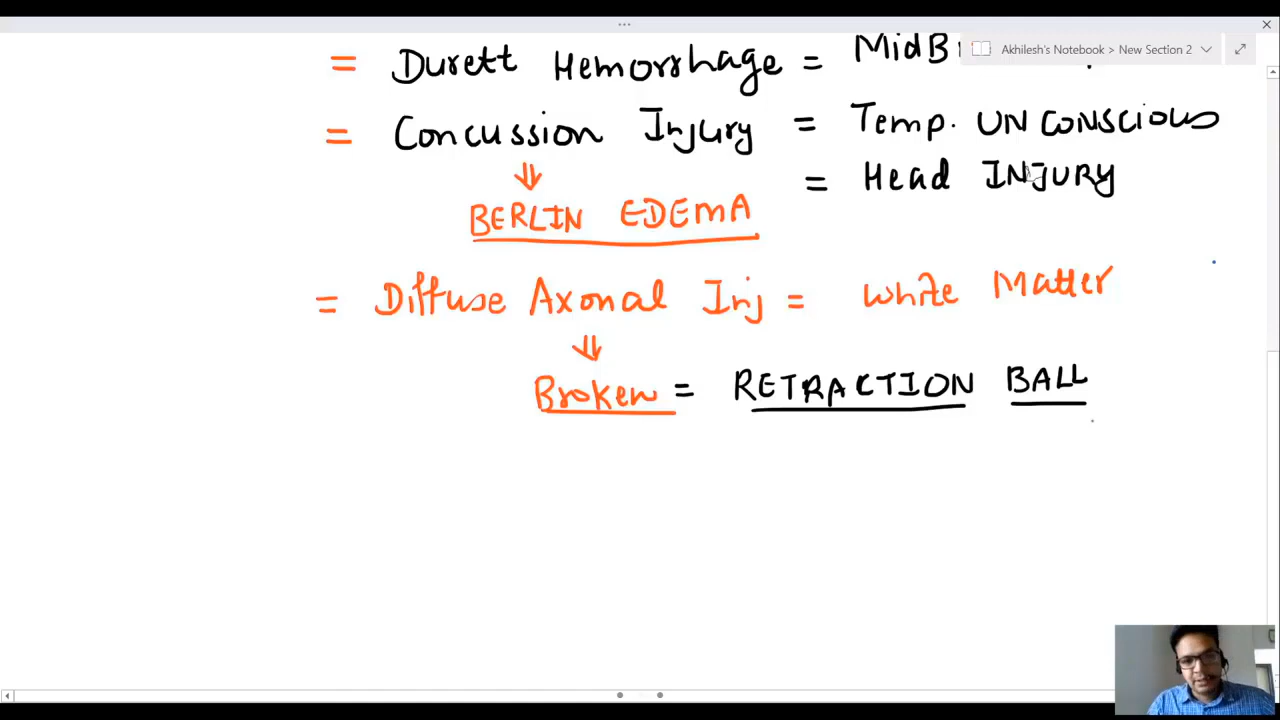 Akhilesh's Notebook > New Section 2
= Durett Hemorrhage = MidB
= Concussion Injury = Temp. UNCONSCIOUS
⇓ = Head INJURY
BERLIN EDEMA
= Diffuse Axonal Inj = white Matter
⇓
Broken = RETRACTION BALL